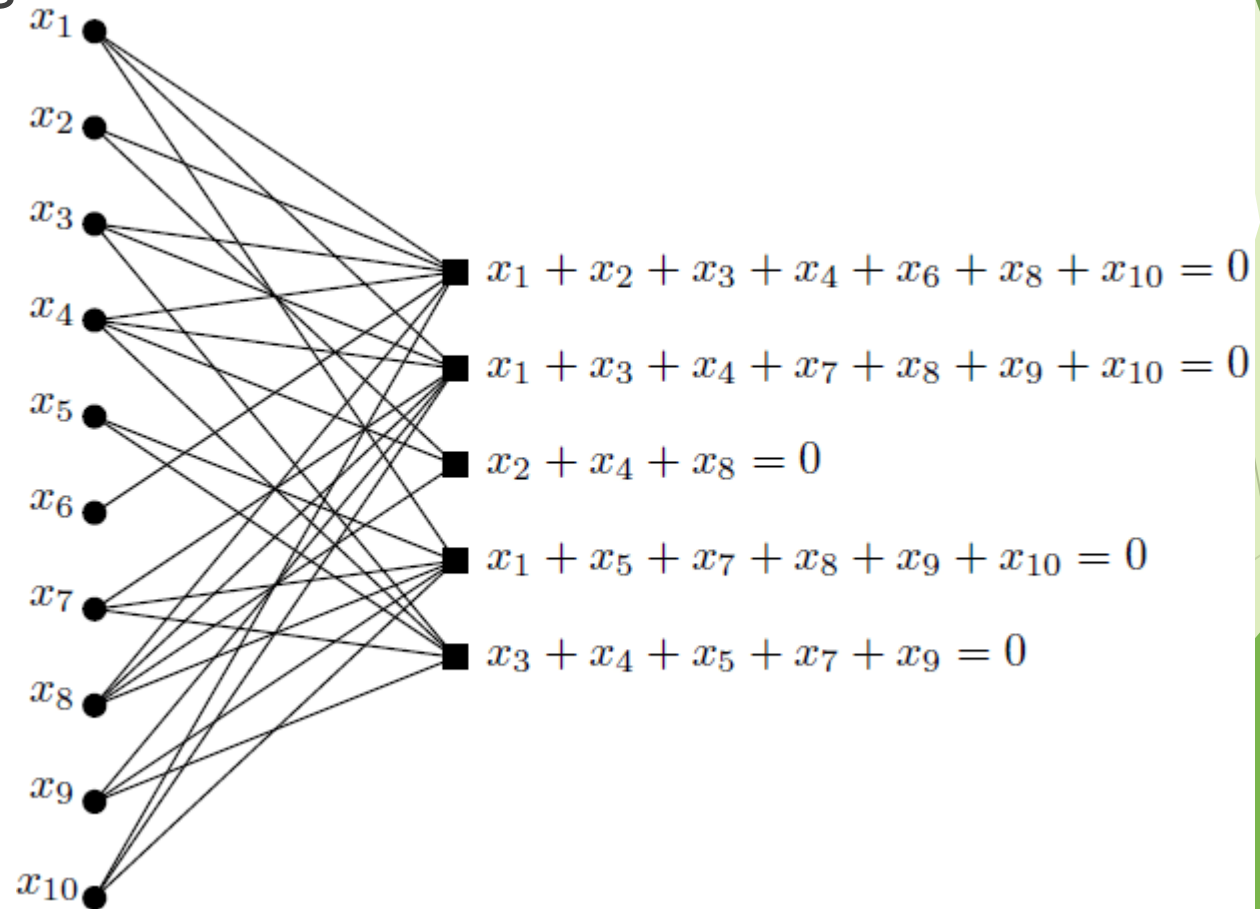 x1
x2
x3
x4
x5
x6
x7
x8
x9
x10
x1 + x2 + x3 + x4 + x6 + x8 + x10 = 0
x1 + x3 + x4 + x7 + x8 + x9 + x10 = 0
x2 + x4 + x8 = 0
x1 + x5 + x7 + x8 + x9 + x10 = 0
x3 + x4 + x5 + x7 + x9 = 0